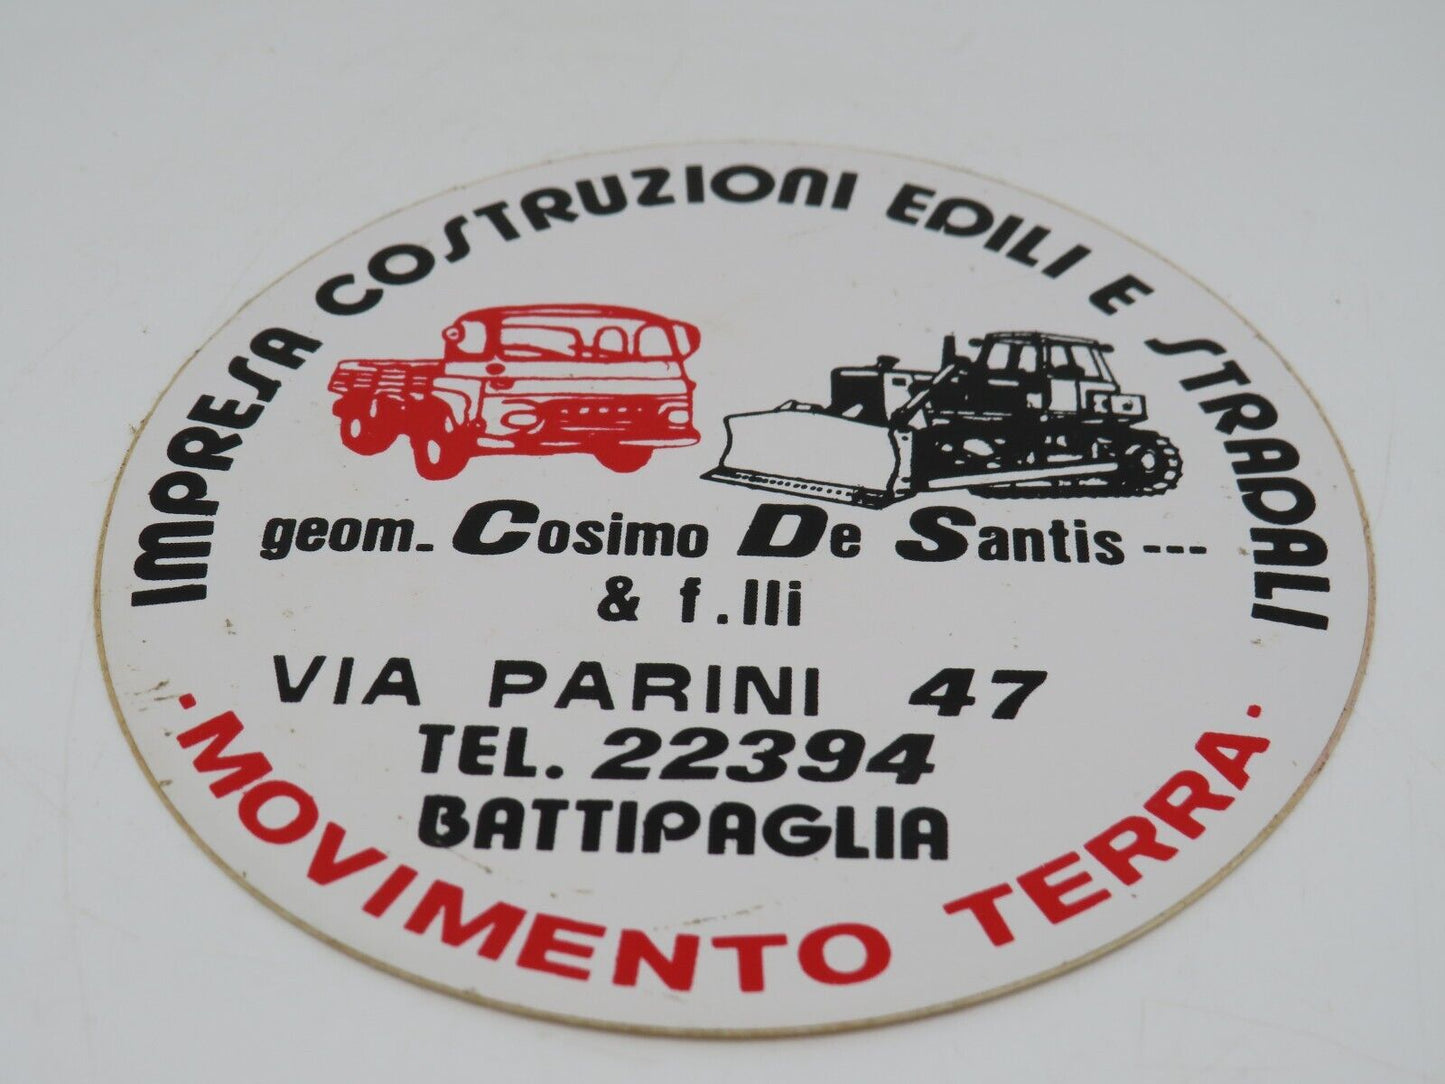 IMPRESA COSTRUZIONI EDILI E STRADALI
geom. Cosimo De Santis ---
& f.lli
VIA PARINI 47
TEL. 22394
BATTIPAGLIA
·MOVIMENTO TERRA·